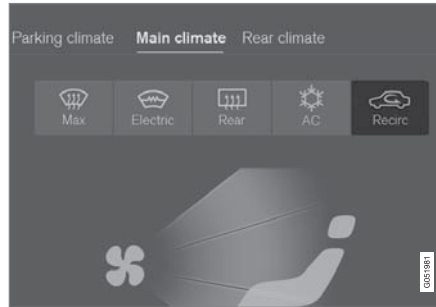 Parking climate Main climate Rear climate
Max Electric Rear AC Recirc
G051981